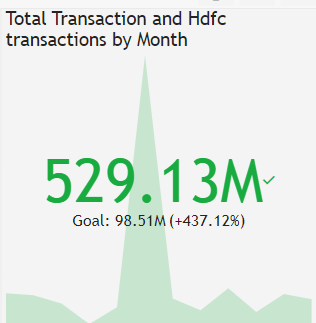 Total Transaction and Hdfc
transactions by Month
529.13M✓
Goal: 98.51M (+437.12%)